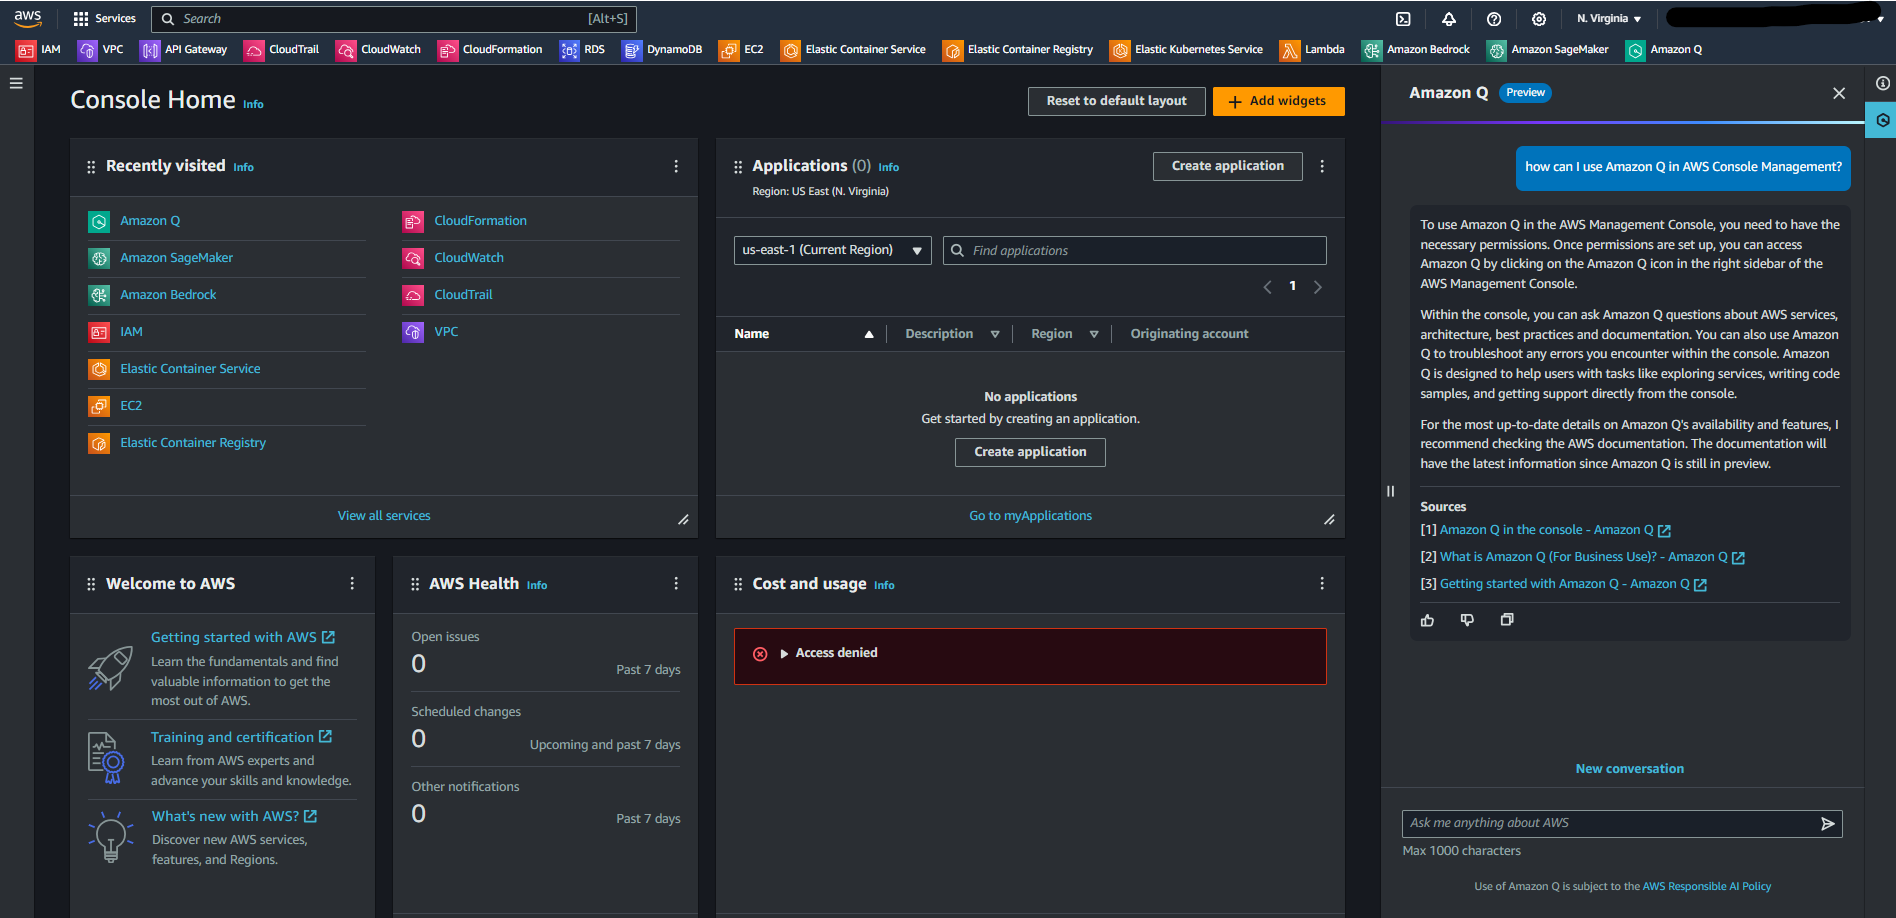 aws
Services
Search
[Alt+S]
N. Virginia
IAM
VPC
API Gateway
CloudTrail
CloudWatch
CloudFormation
RDS
DynamoDB
EC2
Elastic Container Service
Elastic Container Registry
Elastic Kubernetes Service
Lambda
Amazon Bedrock
Amazon SageMaker
Amazon Q
Console Home Info
Reset to default layout
Add widgets
Recently visited Info
Amazon Q
Amazon SageMaker
Amazon Bedrock
IAM
Elastic Container Service
EC2
Elastic Container Registry
CloudFormation
CloudWatch
CloudTrail
VPC
View all services
Applications (0) Info
Region: US East (N. Virginia)
Create application
us-east-1 (Current Region)
Find applications
1
Name
Description
Region
Originating account
No applications
Get started by creating an application.
Create application
Go to myApplications
Welcome to AWS
Getting started with AWS
Learn the fundamentals and find
valuable information to get the
most out of AWS.
Training and certification
Learn from AWS experts and
advance your skills and knowledge.
What's new with AWS?
Discover new AWS services,
features, and Regions.
AWS Health Info
Open issues
0
Past 7 days
Scheduled changes
0
Upcoming and past 7 days
Other notifications
0
Past 7 days
Cost and usage Info
Access denied
Amazon Q Preview
how can I use Amazon Q in AWS Console Management?
To use Amazon Q in the AWS Management Console, you need to have the
necessary permissions. Once permissions are set up, you can access
Amazon Q by clicking on the Amazon Q icon in the right sidebar of the
AWS Management Console.
Within the console, you can ask Amazon Q questions about AWS services,
architecture, best practices and documentation. You can also use Amazon
Q to troubleshoot any errors you encounter within the console. Amazon
Q is designed to help users with tasks like exploring services, writing code
samples, and getting support directly from the console.
For the most up-to-date details on Amazon Q's availability and features, I
recommend checking the AWS documentation. The documentation will
have the latest information since Amazon Q is still in preview.
Sources
[1] Amazon Q in the console - Amazon Q
[2] What is Amazon Q (For Business Use)? - Amazon Q
[3] Getting started with Amazon Q - Amazon Q
New conversation
Ask me anything about AWS
Max 1000 characters
Use of Amazon Q is subject to the AWS Responsible AI Policy